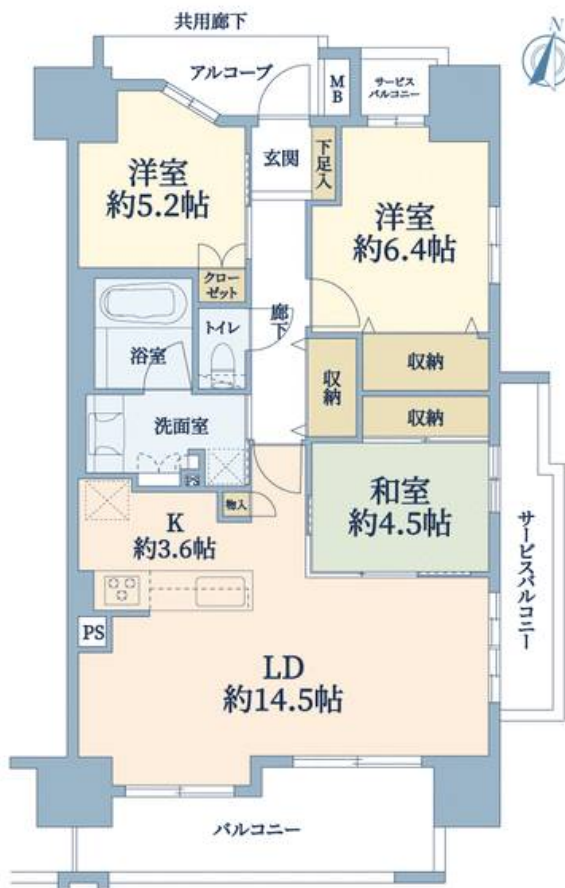 共用廊下
N
アルコーブ
MB
サービス
バルコニー
洋室
約5.2帖
玄関
下足入
洋室
約6.4帖
クロー
ゼット
トイレ
廊下
浴室
収納
収納
収納
洗面室
和室
約4.5帖
物入
K
約3.6帖
サービスバルコニー
PS
LD
約14.5帖
バルコニー